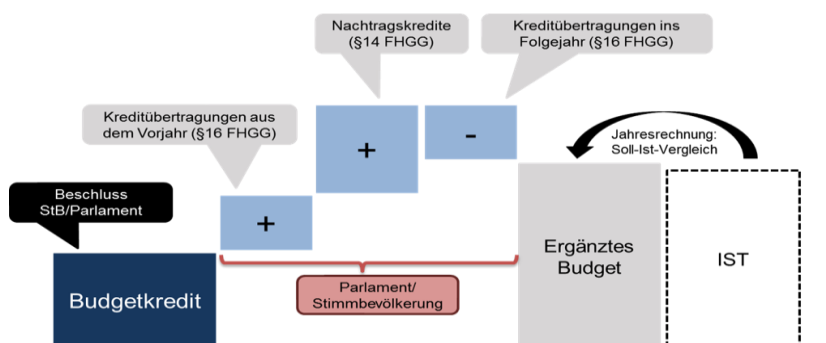 Nachtragskredite
(§14 FHGG)
Kreditübertragungen ins
Folgejahr (§16 FHGG)
Kreditübertragungen aus
dem Vorjahr (§16 FHGG)
+
-
Jahresrechnung:
Soll-Ist-Vergleich
Beschluss
StB/Parlament
+
Ergänztes
Budget
IST
Budgetkredit
Parlament/
Stimmbevölkerung